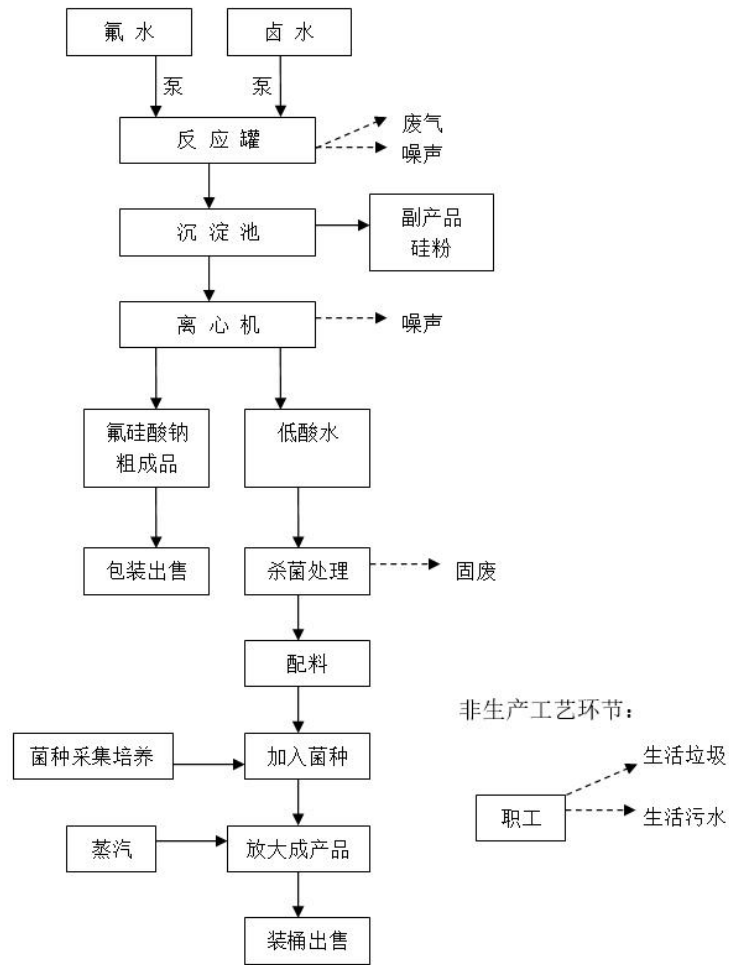 氟水
卤水
泵
泵
反应罐
废气
噪声
沉淀池
副产品
硅粉
离心机
噪声
氟硅酸钠
粗成品
低酸水
包装出售
杀菌处理
固废
配料
非生产工艺环节：
菌种采集培养
加入菌种
生活垃圾
职工
生活污水
蒸汽
放大成产品
装桶出售